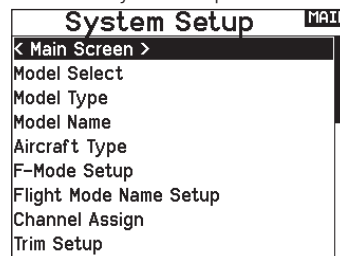 System Setup
MAI
< Main Screen >
Model Select
Model Type
Model Name
Aircraft Type
F-Mode Setup
Flight Mode Name Setup
Channel Assign
Trim Setup